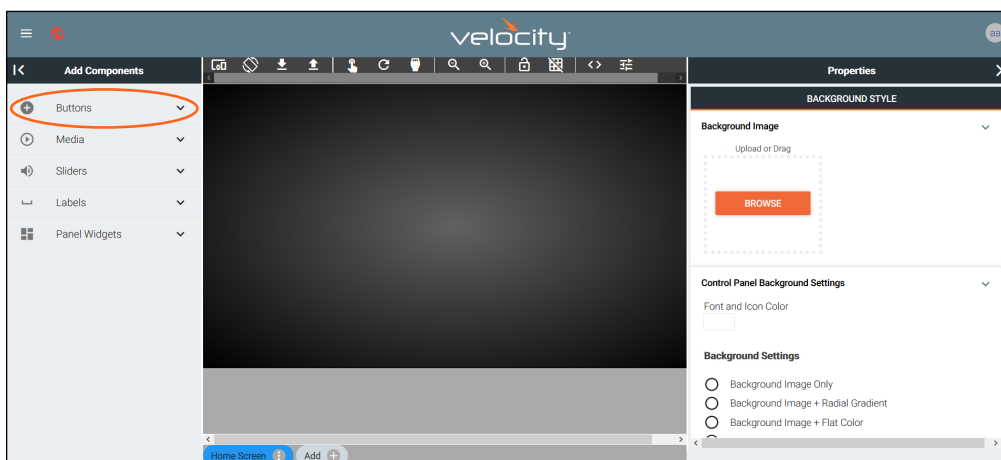 velocity
aa
Add Components
Properties
Buttons
Media
Sliders
Labels
Panel Widgets
BACKGROUND STYLE
Background Image
Upload or Drag
BROWSE
Control Panel Background Settings
Font and Icon Color
Background Settings
Background Image Only
Background Image + Radial Gradient
Background Image + Flat Color
Home Screen
Add